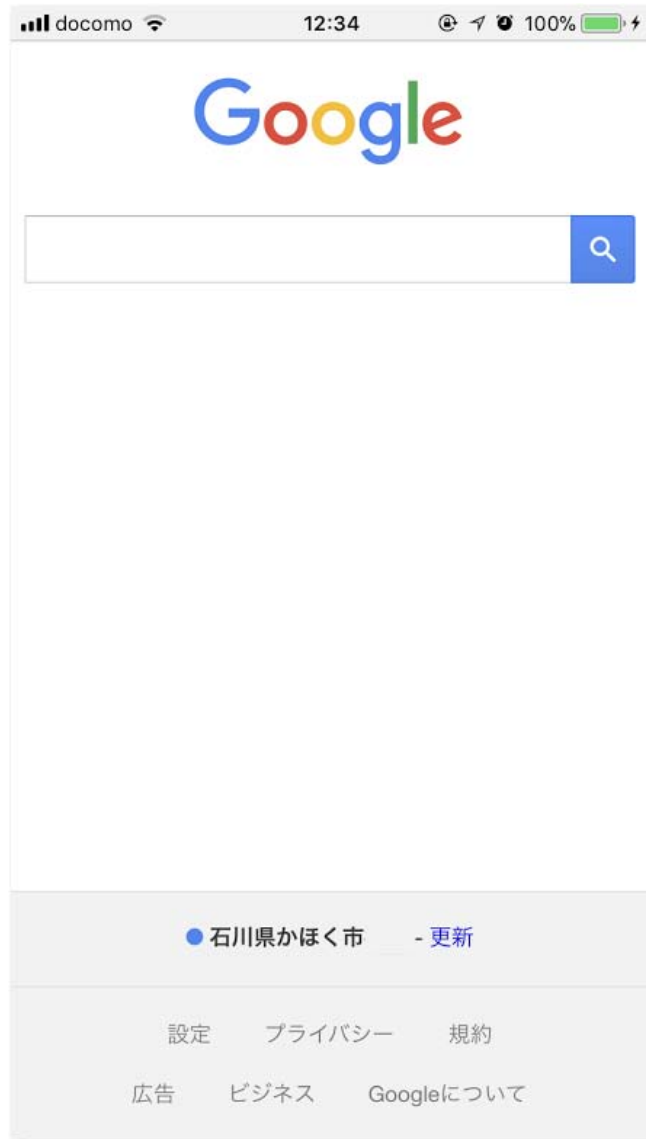 docomo 12:34 100%
Google
石川県かほく市 - 更新
設定 プライバシー 規約
広告 ビジネス Googleについて